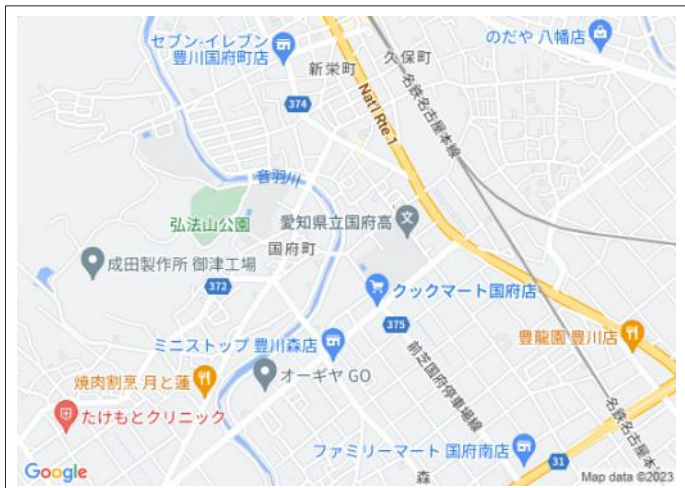 セブン-イレブン
豊川国府町店
新栄町
久保町
のだや 八幡店
374
Nat'l Rte 1
名鉄名古屋本線
音羽川
弘法山公園
愛知県立国府高
国府町
成田製作所 御津工場
372
クックマート国府店
375
ミニストップ 豊川森店
前芝国府停車場線
豊龍園 豊川店
焼肉割烹 月と蓮
オーギヤ GO
たけもとクリニック
名鉄名古屋本
ファミリーマート 国府南店
31
森
Google
Map data ©2023